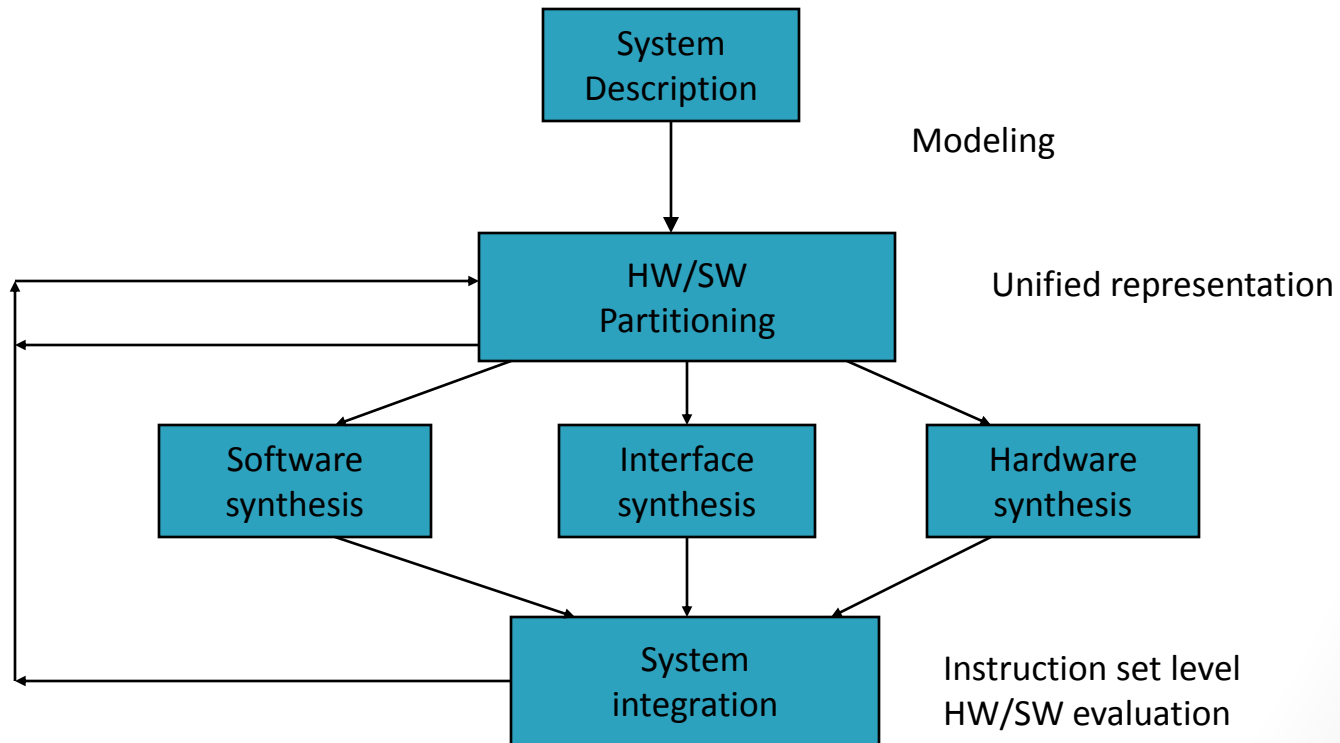 System
Description
Modeling
HW/SW
Partitioning
Unified representation
Software
synthesis
Interface
synthesis
Hardware
synthesis
System
integration
Instruction set level
HW/SW evaluation